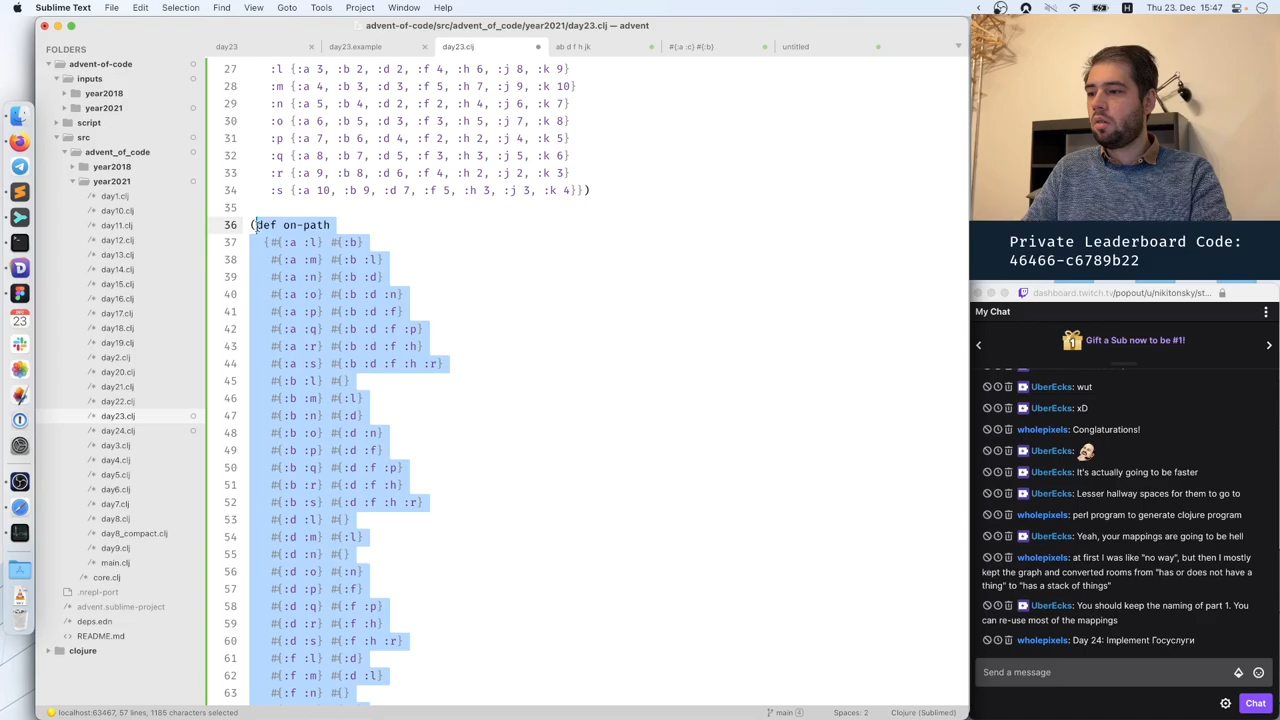 Sublime Text File Edit Selection Find View Goto Tools Project Window Help
Thu 23. Dec 15:47
advent-of-code/src/advent_of_code/year2021/day23.clj — advent
FOLDERS
advent-of-code
inputs
year2018
year2021
script
src
advent_of_code
year2018
year2021
day1.clj
day10.clj
day11.clj
day12.clj
day13.clj
day14.clj
day15.clj
day16.clj
day17.clj
day18.clj
day19.clj
day2.clj
day20.clj
day21.clj
day22.clj
day23.clj
day24.clj
day3.clj
day4.clj
day5.clj
day6.clj
day7.clj
day8.clj
day8_compact.clj
day9.clj
main.clj
core.clj
.nrepl-port
advent.sublime-project
deps.edn
README.md
clojure
day23 day23.example day23.clj ab d f h jk #{:a :c} #{:b} untitled
27 :l {:a 3, :b 2, :d 2, :f 4, :h 6, :j 8, :k 9}
28 :m {:a 4, :b 3, :d 3, :f 5, :h 7, :j 9, :k 10}
29 :n {:a 5, :b 4, :d 2, :f 2, :h 4, :j 6, :k 7}
30 :o {:a 6, :b 5, :d 3, :f 3, :h 5, :j 7, :k 8}
31 :p {:a 7, :b 6, :d 4, :f 2, :h 2, :j 4, :k 5}
32 :q {:a 8, :b 7, :d 5, :f 3, :h 3, :j 5, :k 6}
33 :r {:a 9, :b 8, :d 6, :f 4, :h 2, :j 2, :k 3}
34 :s {:a 10, :b 9, :d 7, :f 5, :h 3, :j 3, :k 4}})
35
36 (def on-path
37 {#{:a :l} #{:b}
38 #{:a :m} #{:b :l}
39 #{:a :n} #{:b :d}
40 #{:a :o} #{:b :d :n}
41 #{:a :p} #{:b :d :f}
42 #{:a :q} #{:b :d :f :p}
43 #{:a :r} #{:b :d :f :h}
44 #{:a :s} #{:b :d :f :h :r}
45 #{:b :l} #{}
46 #{:b :m} #{:l}
47 #{:b :n} #{:d}
48 #{:b :o} #{:d :n}
49 #{:b :p} #{:d :f}
50 #{:b :q} #{:d :f :p}
51 #{:b :r} #{:d :f :h}
52 #{:b :s} #{:d :f :h :r}
53 #{:d :l} #{}
54 #{:d :m} #{:l}
55 #{:d :n} #{}
56 #{:d :o} #{:n}
57 #{:d :p} #{:f}
58 #{:d :q} #{:f :p}
59 #{:d :r} #{:f :h}
60 #{:d :s} #{:f :h :r}
61 #{:f :l} #{:d}
62 #{:f :m} #{:d :l}
63 #{:f :n} #{}
localhost:63467, 57 lines, 1185 characters selected
main 4 Spaces: 2 Clojure (Sublimed)
Private Leaderboard Code:
46466-c6789b22
dashboard.twitch.tv/popout/u/nikitonsky/st...
My Chat
Gift a Sub now to be #1!
UberEcks: wut
UberEcks: xD
wholepixels: Conglaturations!
UberEcks:
UberEcks: It's actually going to be faster
UberEcks: Lesser hallway spaces for them to go to
wholepixels: perl program to generate clojure program
UberEcks: Yeah, your mappings are going to be hell
wholepixels: at first I was like "no way", but then I mostly
kept the graph and converted rooms from "has or does not have a
thing" to "has a stack of things"
UberEcks: You should keep the naming of part 1. You
can re-use most of the mappings
wholepixels: Day 24: Implement Госуслуги
Send a message
Chat